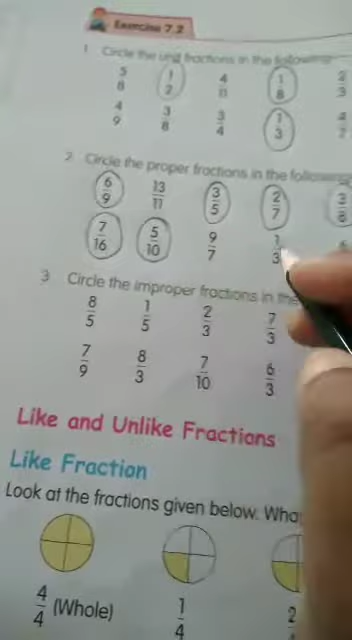 Exercise 7.2
1. Circle the unit fractions in the following
5/8 1/2 4/8 1/8 2/3
4/9 3/8 3/4 1/3 4/7
2. Circle the proper fractions in the following
6/9 13/11 3/5 2/7 3/8
7/16 5/10 9/7 1/3
3 Circle the improper fractions in the
8/5 1/5 2/3 7/3
7/9 8/3 7/10 6/3
Like and Unlike Fractions
Like Fraction
Look at the fractions given below.
4/4 (Whole) 1/4 2